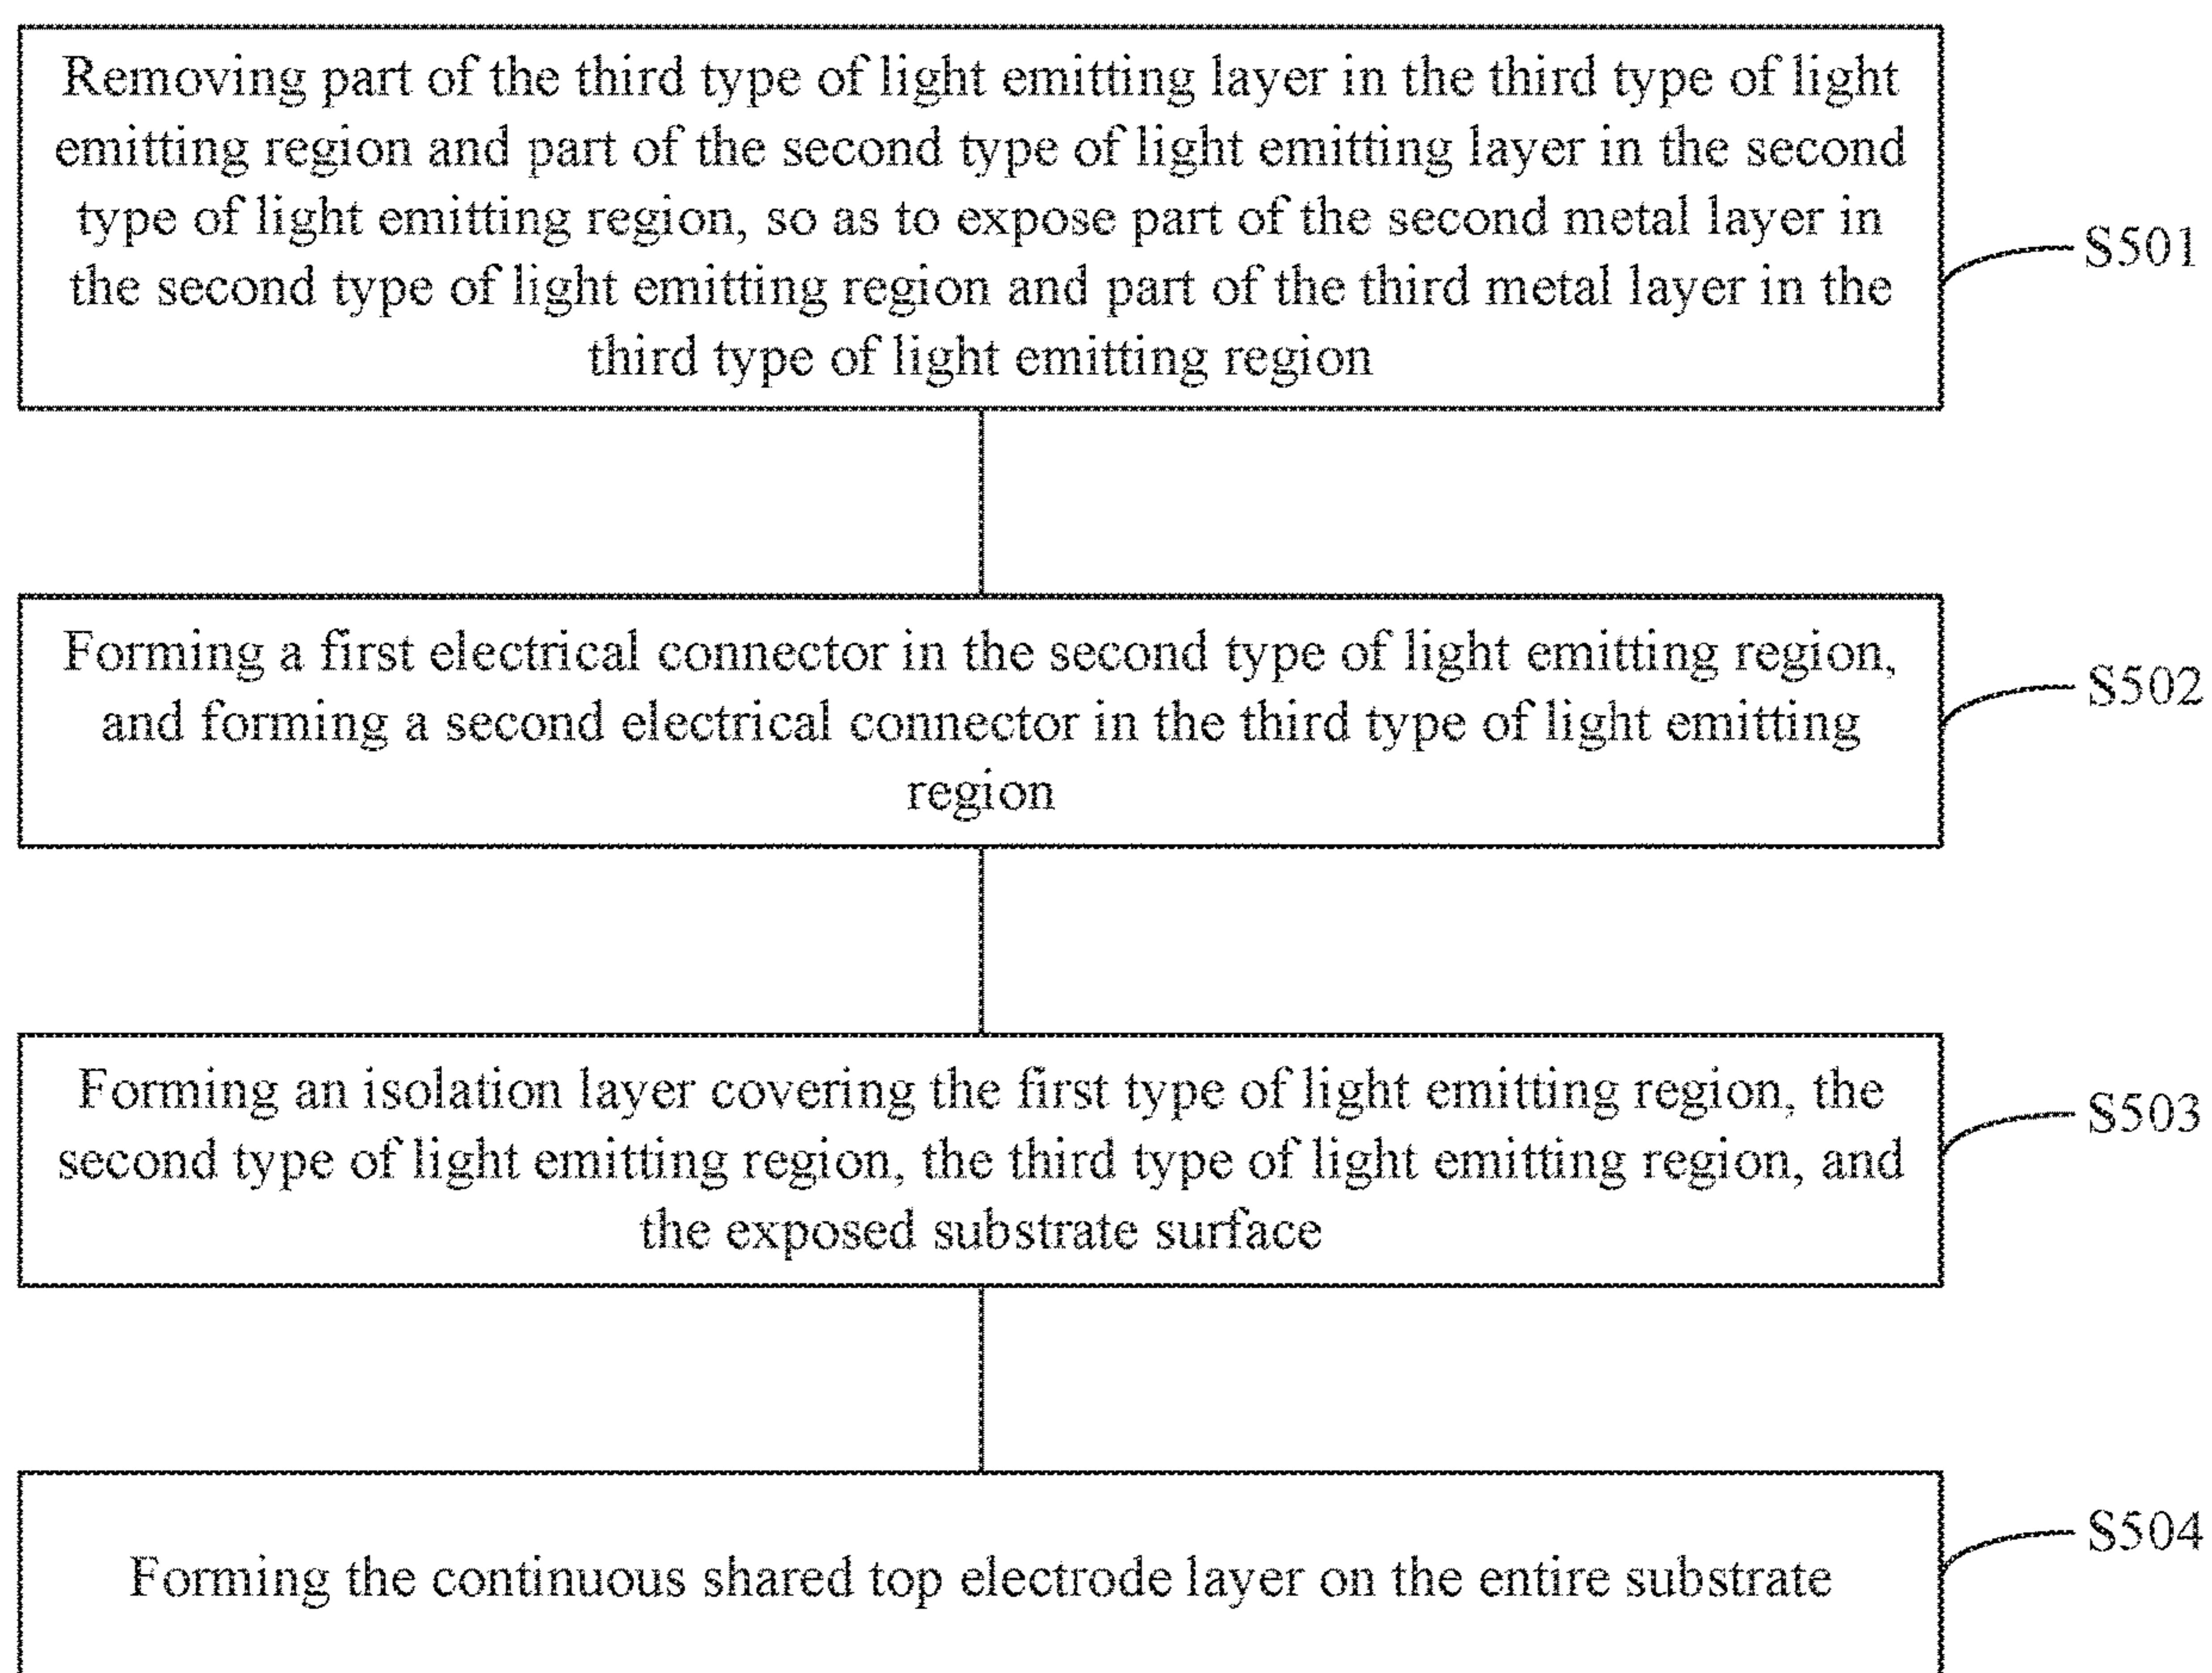 Removing part of the third type of light emitting layer in the third type of light
emitting region and part of the second type of light emitting layer in the second
type of light emitting region, so as to expose part of the second metal layer in
the second type of light emitting region and part of the third metal layer in the
third type of light emitting region
S501
Forming a first electrical connector in the second type of light emitting region,
and forming a second electrical connector in the third type of light emitting
region
S502
Forming an isolation layer covering the first type of light emitting region, the
second type of light emitting region, the third type of light emitting region, and
the exposed substrate surface
S503
Forming the continuous shared top electrode layer on the entire substrate
S504